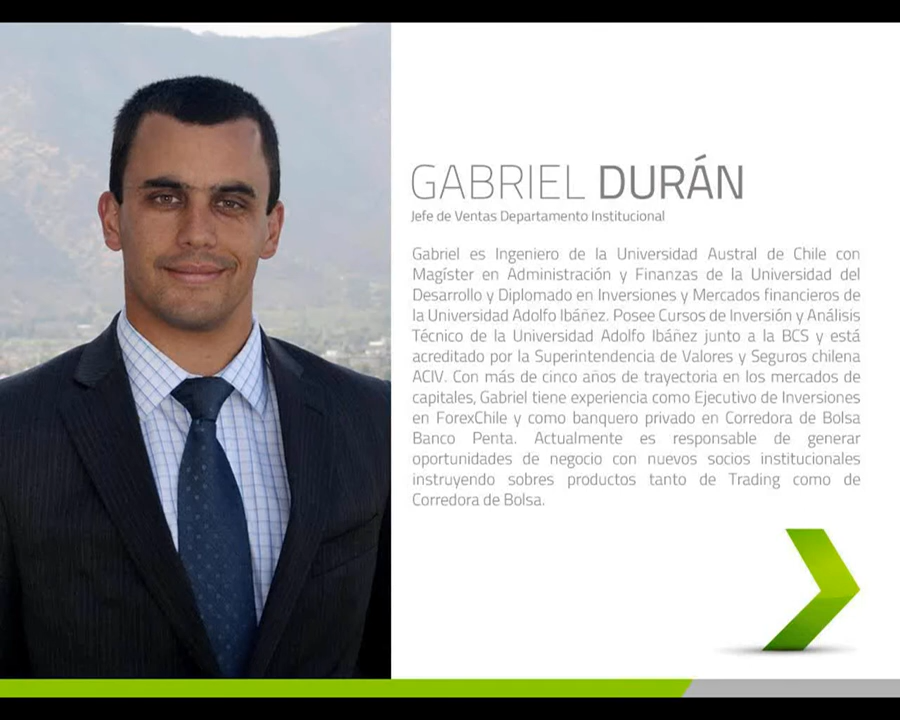 GABRIEL DURÁN
Jefe de Ventas Departamento Institucional
Gabriel es Ingeniero de la Universidad Austral de Chile con
Magíster en Administración y Finanzas de la Universidad del
Desarrollo y Diplomado en Inversiones y Mercados financieros de
la Universidad Adolfo Ibáñez. Posee Cursos de Inversión y Análisis
Técnico de la Universidad Adolfo Ibáñez junto a la BCS y está
acreditado por la Superintendencia de Valores y Seguros chilena
ACIV. Con más de cinco años de trayectoria en los mercados de
capitales, Gabriel tiene experiencia como Ejecutivo de Inversiones
en ForexChile y como banquero privado en Corredora de Bolsa
Banco Penta. Actualmente es responsable de generar
oportunidades de negocio con nuevos socios institucionales
instruyendo sobres productos tanto de Trading como de
Corredora de Bolsa.